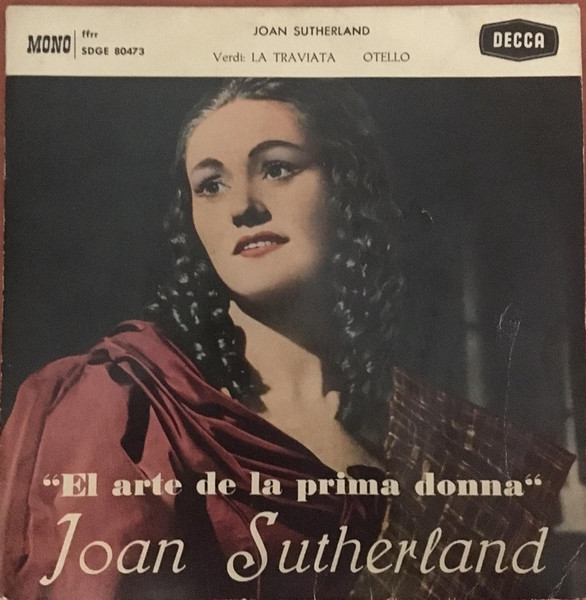 MONO
ffrr
SDGE 80473
JOAN SUTHERLAND
Verdi: LA TRAVIATA OTELLO
DECCA
“El arte de la prima donna“
Joan Sutherland